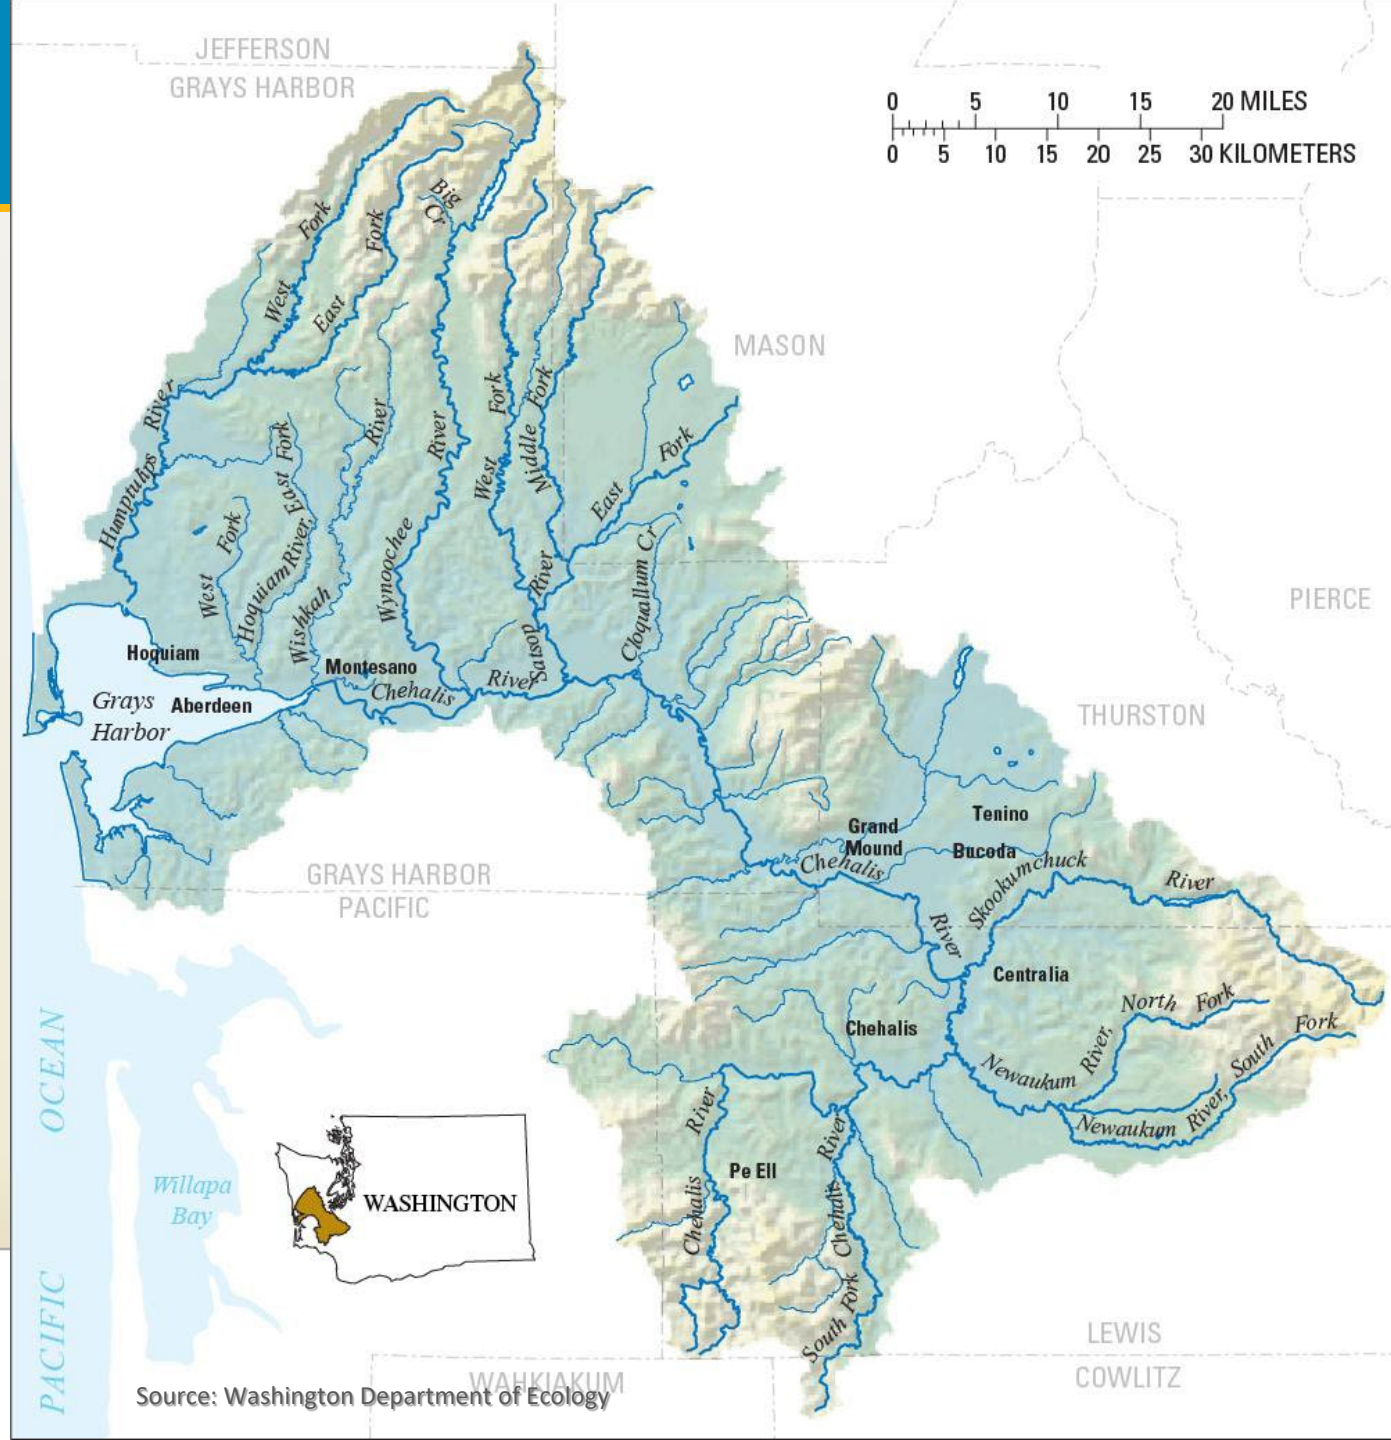 JEFFERSON
GRAYS HARBOR
0 5 10 15 20 MILES
0 5 10 15 20 25 30 KILOMETERS
Big
Cr
West Fork
East Fork
MASON
Humptulips River
West Fork
Hoquiam River, East Fork
Wishkah River
Wynoochee River
West Fork
Middle Fork
East Fork
Satsop River
Cloquallum Cr
PIERCE
Hoquiam
Montesano
Chehalis River
Grays
Harbor
Aberdeen
THURSTON
Tenino
Grand
Mound
Bucoda
Chehalis River
Skookumchuck River
GRAYS HARBOR
PACIFIC
Centralia
Newaukum River, North Fork
Chehalis
Newaukum River, South Fork
PACIFIC OCEAN
Chehalis River
Pe Ell
South Fork Chehalis River
Willapa
Bay
WASHINGTON
LEWIS
COWLITZ
WAHKIAKUM
Source: Washington Department of Ecology